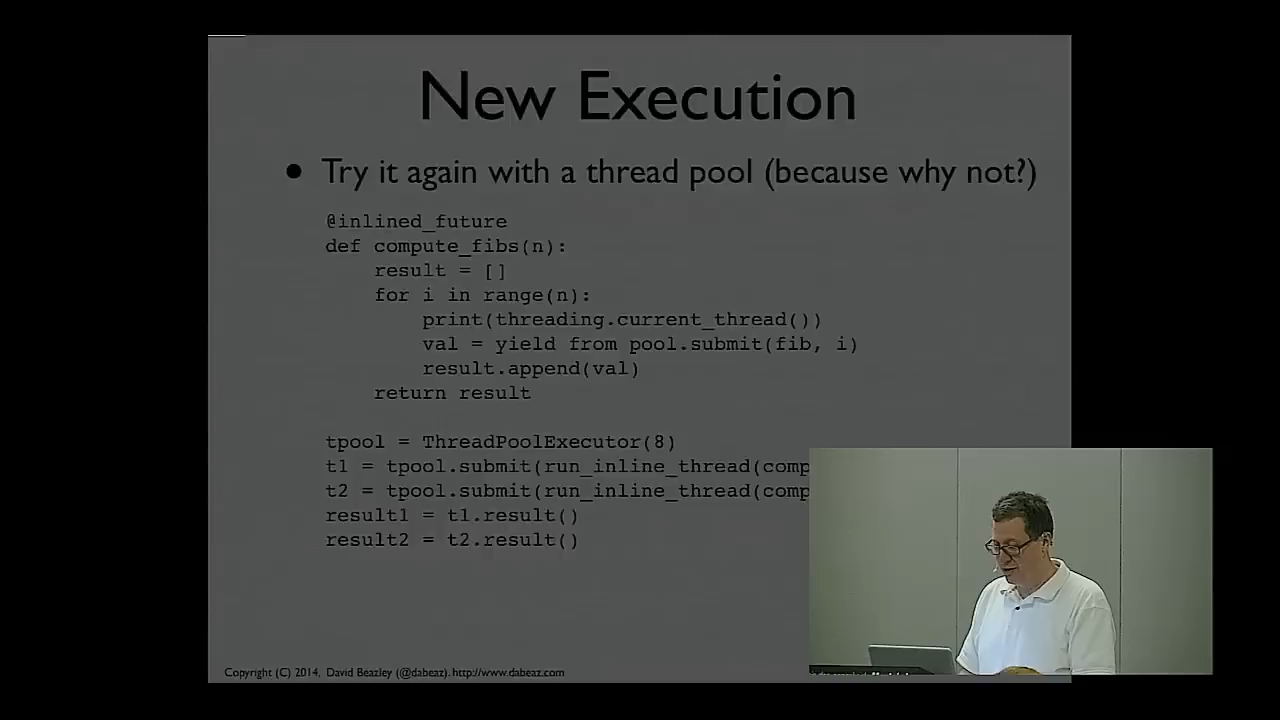 New Execution
• Try it again with a thread pool (because why not?)
@inlined_future
def compute_fibs(n):
    result = []
    for i in range(n):
        print(threading.current_thread())
        val = yield from pool.submit(fib, i)
        result.append(val)
    return result
tpool = ThreadPoolExecutor(8)
t1 = tpool.submit(run_inline_thread(comp
t2 = tpool.submit(run_inline_thread(comp
result1 = t1.result()
result2 = t2.result()
Copyright (C) 2014, David Beazley (@dabeaz). http://www.dabeaz.com